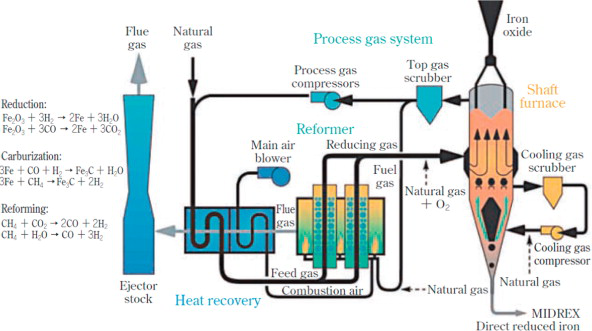 Flue
gas
Natural
gas
Process gas system
Iron
oxide
Process gas
compressors
Top gas
scrubber
Shaft
furnace
Reduction:
Fe₂O₃ + 3H₂ → 2Fe + 3H₂O
Fe₂O₃ + 3CO → 2Fe + 3CO₂
Carburization:
3Fe + CO + H₂ → Fe₃C + H₂O
3Fe + CH₄ → Fe₃C + 2H₂
Reforming:
CH₄ + CO₂ → 2CO + 2H₂
CH₄ + H₂O → CO + 3H₂
Reformer
Main air
blower
Reducing gas
Fuel
gas
Natural gas
+ O₂
Cooling gas
scrubber
Flue
gas
Cooling gas
compressor
Feed gas
Combustion air
Natural gas
Natural gas
Ejector
stock
Heat recovery
MIDREX
Direct reduced iron